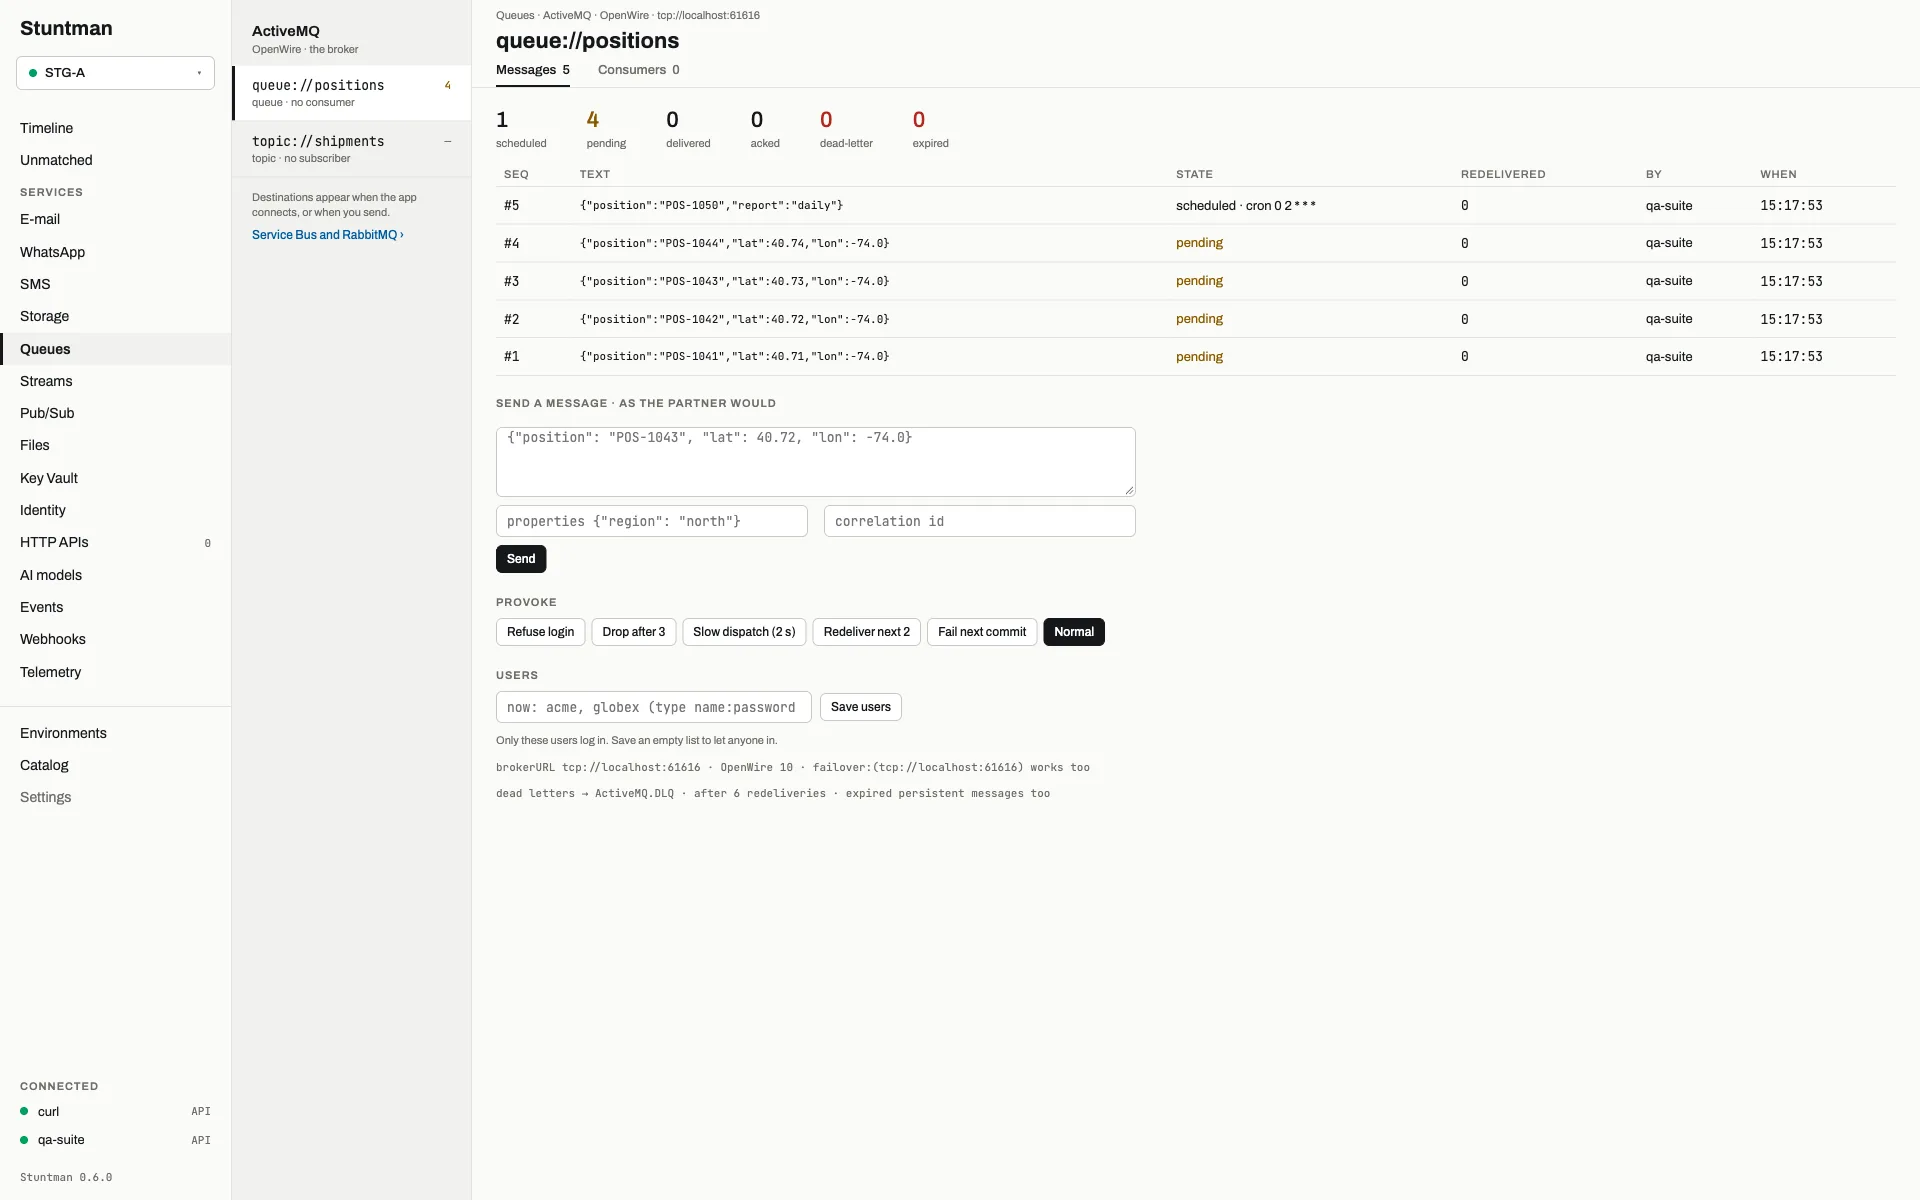 Stuntman
STG-A
Timeline
Unmatched
SERVICES
E-mail
WhatsApp
SMS
Storage
Queues
Streams
Pub/Sub
Files
Key Vault
Identity
HTTP APIs 0
AI models
Events
Webhooks
Telemetry
Environments
Catalog
Settings
CONNECTED
curl API
qa-suite API
Stuntman 0.6.0
ActiveMQ
OpenWire · the broker
queue://positions 4
queue · no consumer
topic://shipments –
topic · no subscriber
Destinations appear when the app
connects, or when you send.
Service Bus and RabbitMQ ›
Queues · ActiveMQ · OpenWire · tcp://localhost:61616
queue://positions
Messages 5 Consumers 0
1 4 0 0 0 0
scheduled pending delivered acked dead-letter expired
SEQ TEXT STATE REDELIVERED BY WHEN
#5 {"position":"POS-1050","report":"daily"} scheduled · cron 0 2 * * * 0 qa-suite 15:17:53
#4 {"position":"POS-1044","lat":40.74,"lon":-74.0} pending 0 qa-suite 15:17:53
#3 {"position":"POS-1043","lat":40.73,"lon":-74.0} pending 0 qa-suite 15:17:53
#2 {"position":"POS-1042","lat":40.72,"lon":-74.0} pending 0 qa-suite 15:17:53
#1 {"position":"POS-1041","lat":40.71,"lon":-74.0} pending 0 qa-suite 15:17:53
SEND A MESSAGE · AS THE PARTNER WOULD
{"position": "POS-1043", "lat": 40.72, "lon": -74.0}
properties {"region": "north"} correlation id
Send
PROVOKE
Refuse login Drop after 3 Slow dispatch (2 s) Redeliver next 2 Fail next commit Normal
USERS
now: acme, globex (type name:password Save users
Only these users log in. Save an empty list to let anyone in.
brokerURL tcp://localhost:61616 · OpenWire 10 · failover:(tcp://localhost:61616) works too
dead letters → ActiveMQ.DLQ · after 6 redeliveries · expired persistent messages too